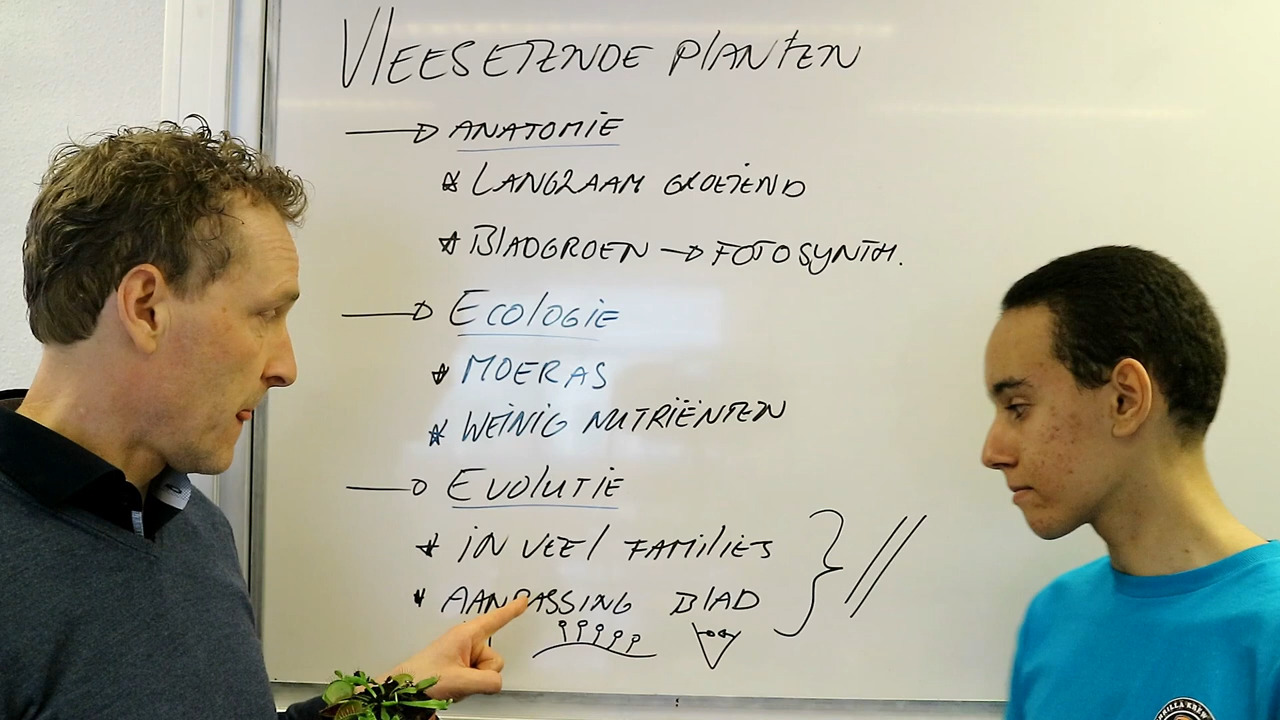 VLEESETENDE PLANTEN
ANATOMIE
LANGZAAM GROEIEND
BLADGROEN → FOTOSYNTH.
ECOLOGIE
MOERAS
WEINIG NUTRIËNTEN
EVOLUTIE
IN VEEL FAMILIES
AANPASSING BLAD